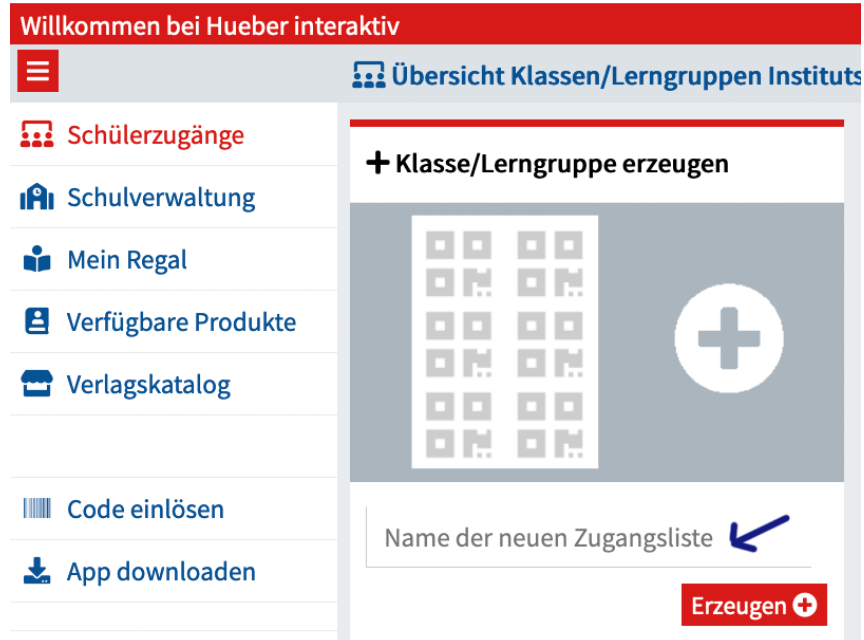 Willkommen bei Hueber interaktiv
Übersicht Klassen/Lerngruppen Instituts
Schülerzugänge
Schulverwaltung
Mein Regal
Verfügbare Produkte
Verlagskatalog
Code einlösen
App downloaden
Klasse/Lerngruppe erzeugen
Name der neuen Zugangsliste
Erzeugen